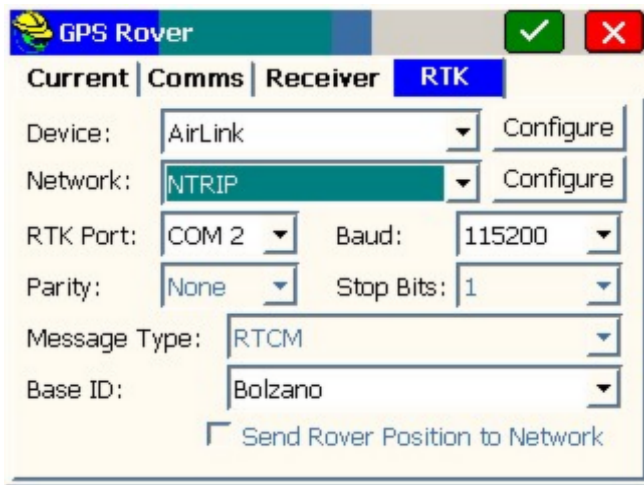 GPS Rover
Current Comms Receiver RTK
Device: AirLink Configure
Network: NTRIP Configure
RTK Port: COM 2 Baud: 115200
Parity: None Stop Bits: 1
Message Type: RTCM
Base ID: Bolzano
Send Rover Position to Network